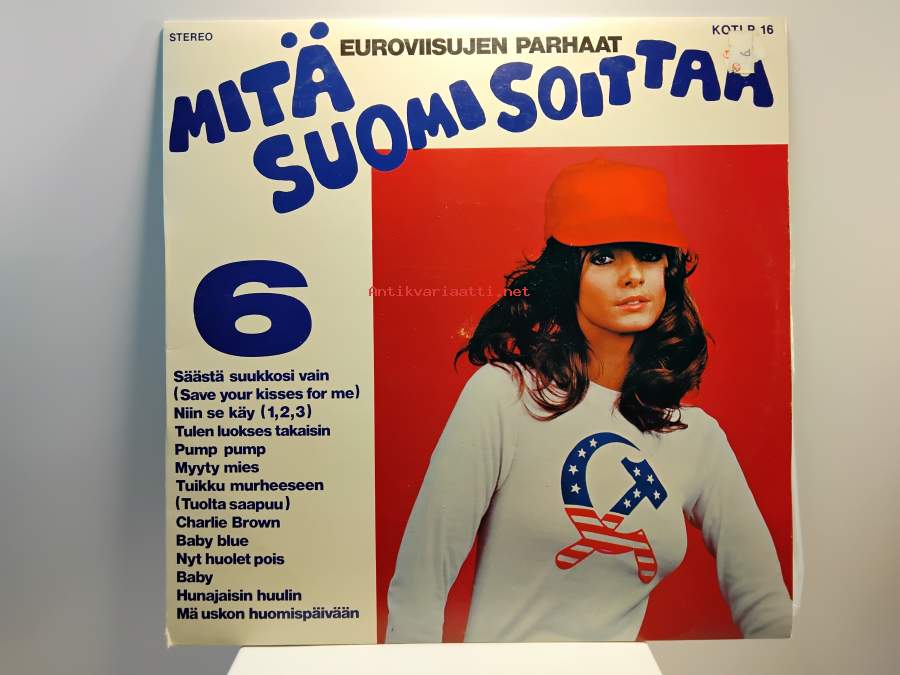 STEREO
EUROVIISUJEN PARHAAT
KOTLP 16
MITÄ
SUOMI SOITTAA
Antikvariaatti.net
6
Säästä suukkosi vain
(Save your kisses for me)
Niin se käy (1,2,3)
Tulen luokses takaisin
Pump pump
Myyty mies
Tuikku murheeseen
(Tuolta saapuu)
Charlie Brown
Baby blue
Nyt huolet pois
Baby
Hunajaisin huulin
Mä uskon huomispäivään